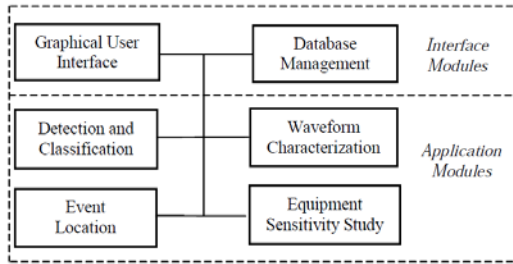 Graphical User
Interface
Database
Management
Interface
Modules
Detection and
Classification
Waveform
Characterization
Application
Modules
Event
Location
Equipment
Sensitivity Study